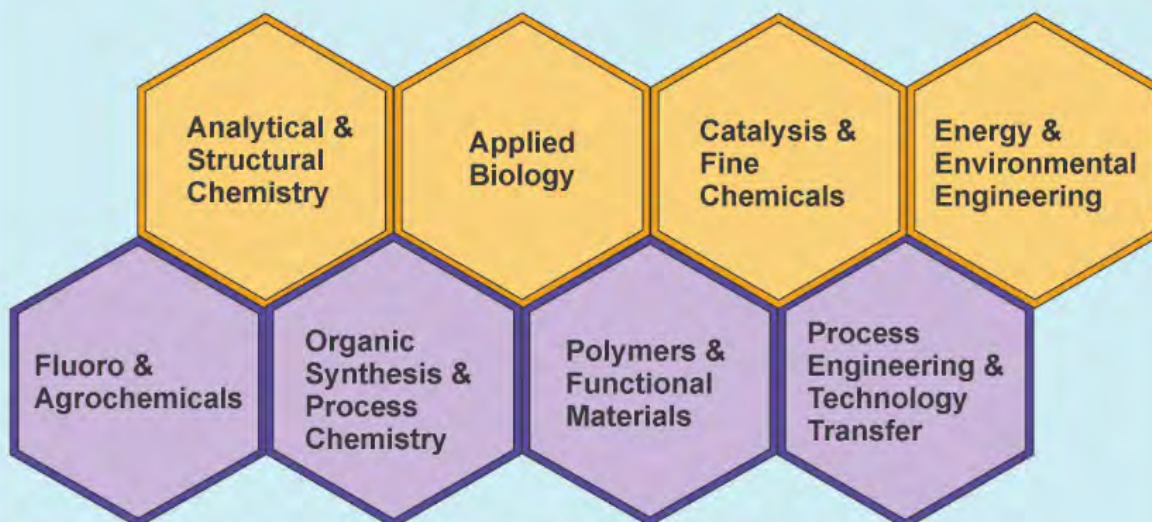 Analytical &
Structural
Chemistry
Applied
Biology
Catalysis &
Fine
Chemicals
Energy &
Environmental
Engineering
Fluoro &
Agrochemicals
Organic
Synthesis &
Process
Chemistry
Polymers &
Functional
Materials
Process
Engineering &
Technology
Transfer